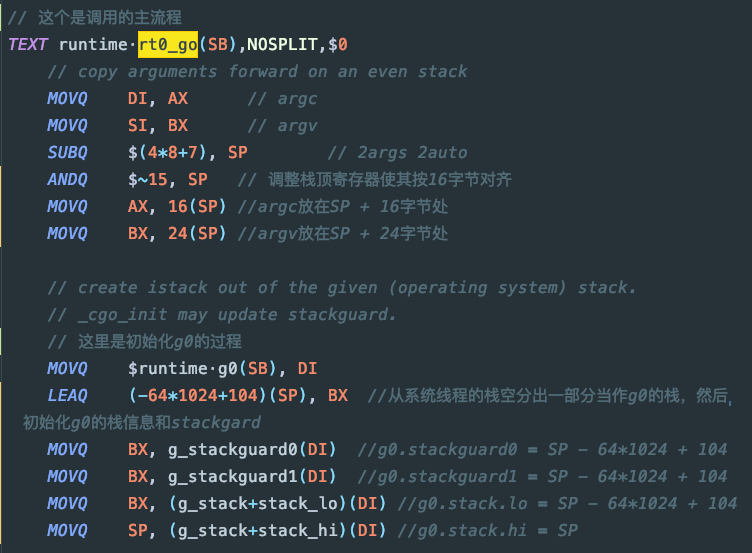 // 这个是调用的主流程
TEXT runtime·rt0_go(SB),NOSPLIT,$0
// copy arguments forward on an even stack
MOVQ DI, AX // argc
MOVQ SI, BX // argv
SUBQ $(4*8+7), SP // 2args 2auto
ANDQ $~15, SP // 调整栈顶寄存器使其按16字节对齐
MOVQ AX, 16(SP) //argc放在SP + 16字节处
MOVQ BX, 24(SP) //argv放在SP + 24字节处
// create istack out of the given (operating system) stack.
// _cgo_init may update stackguard.
// 这里是初始化g0的过程
MOVQ $runtime·g0(SB), DI
LEAQ (-64*1024+104)(SP), BX //从系统线程的栈空分出一部分当作g0的栈，然后，
初始化g0的栈信息和stackgard
MOVQ BX, g_stackguard0(DI) //g0.stackguard0 = SP - 64*1024 + 104
MOVQ BX, g_stackguard1(DI) //g0.stackguard1 = SP - 64*1024 + 104
MOVQ BX, (g_stack+stack_lo)(DI) //g0.stack.lo = SP - 64*1024 + 104
MOVQ SP, (g_stack+stack_hi)(DI) //g0.stack.hi = SP